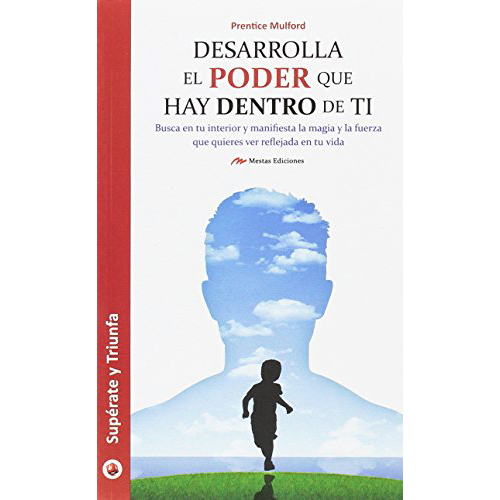 Prentice Mulford
DESARROLLA
EL PODER QUE
HAY DENTRO DE TI
Busca en tu interior y manifiesta la magia y la fuerza
que quieres ver reflejada en tu vida
Mestas Ediciones
Supérate y Triunfa